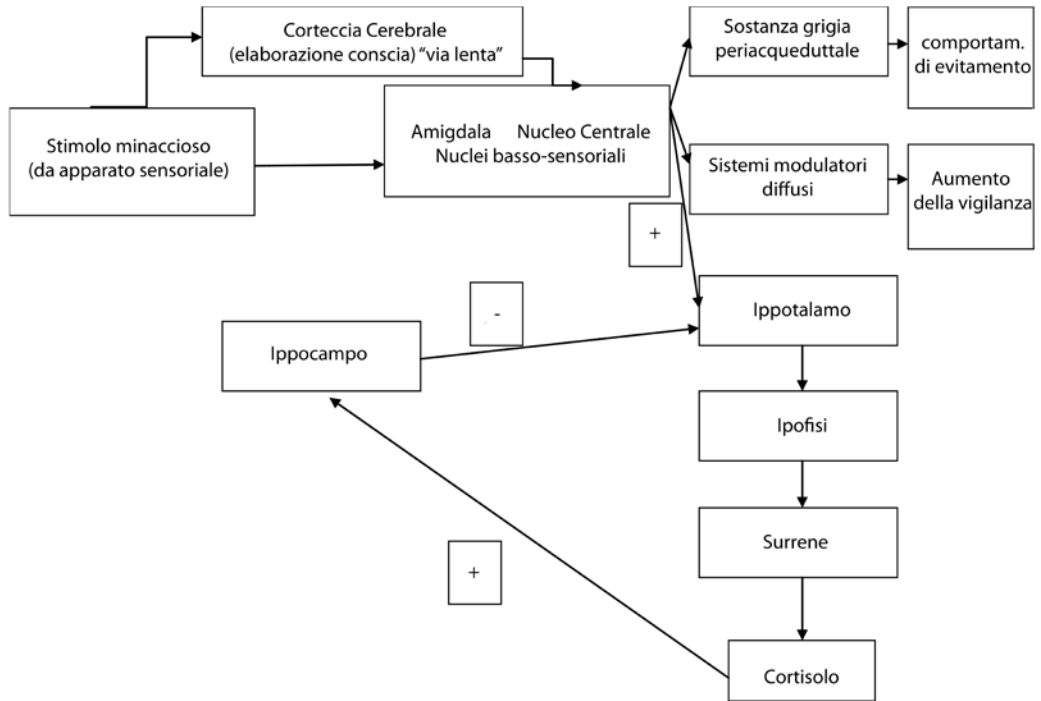 Corteccia Cerebrale
(elaborazione conscia) “via lenta”
Sostanza grigia
periacqueduttale
comportam.
di evitamento
Stimolo minaccioso
(da apparato sensoriale)
Amigdala Nucleo Centrale
Nuclei basso-sensoriali
Sistemi modulatori
diffusi
Aumento
della vigilanza
+
Ippotalamo
-
Ippocampo
Ipofisi
Surrene
+
Cortisolo